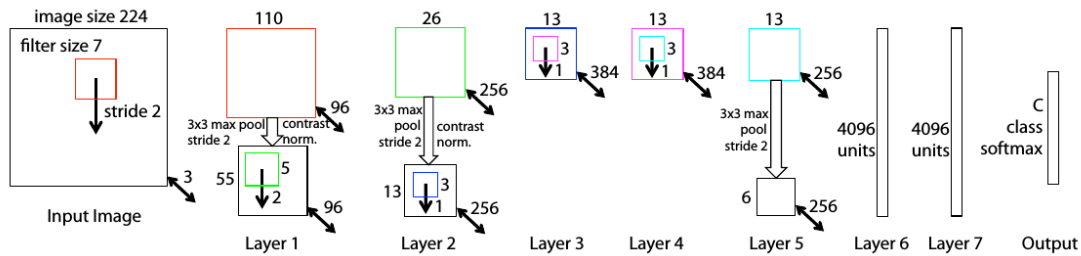 image size 224
filter size 7
stride 2
3
Input Image
110
96
3x3 max pool
stride 2
contrast
norm.
55
5
2
96
Layer 1
26
256
3x3 max
pool
stride 2
contrast
norm.
13
3
1
256
Layer 2
13
3
1
384
Layer 3
13
3
1
384
Layer 4
13
256
3x3 max
pool
stride 2
6
256
Layer 5
4096
units
Layer 6
4096
units
Layer 7
C
class
softmax
Output